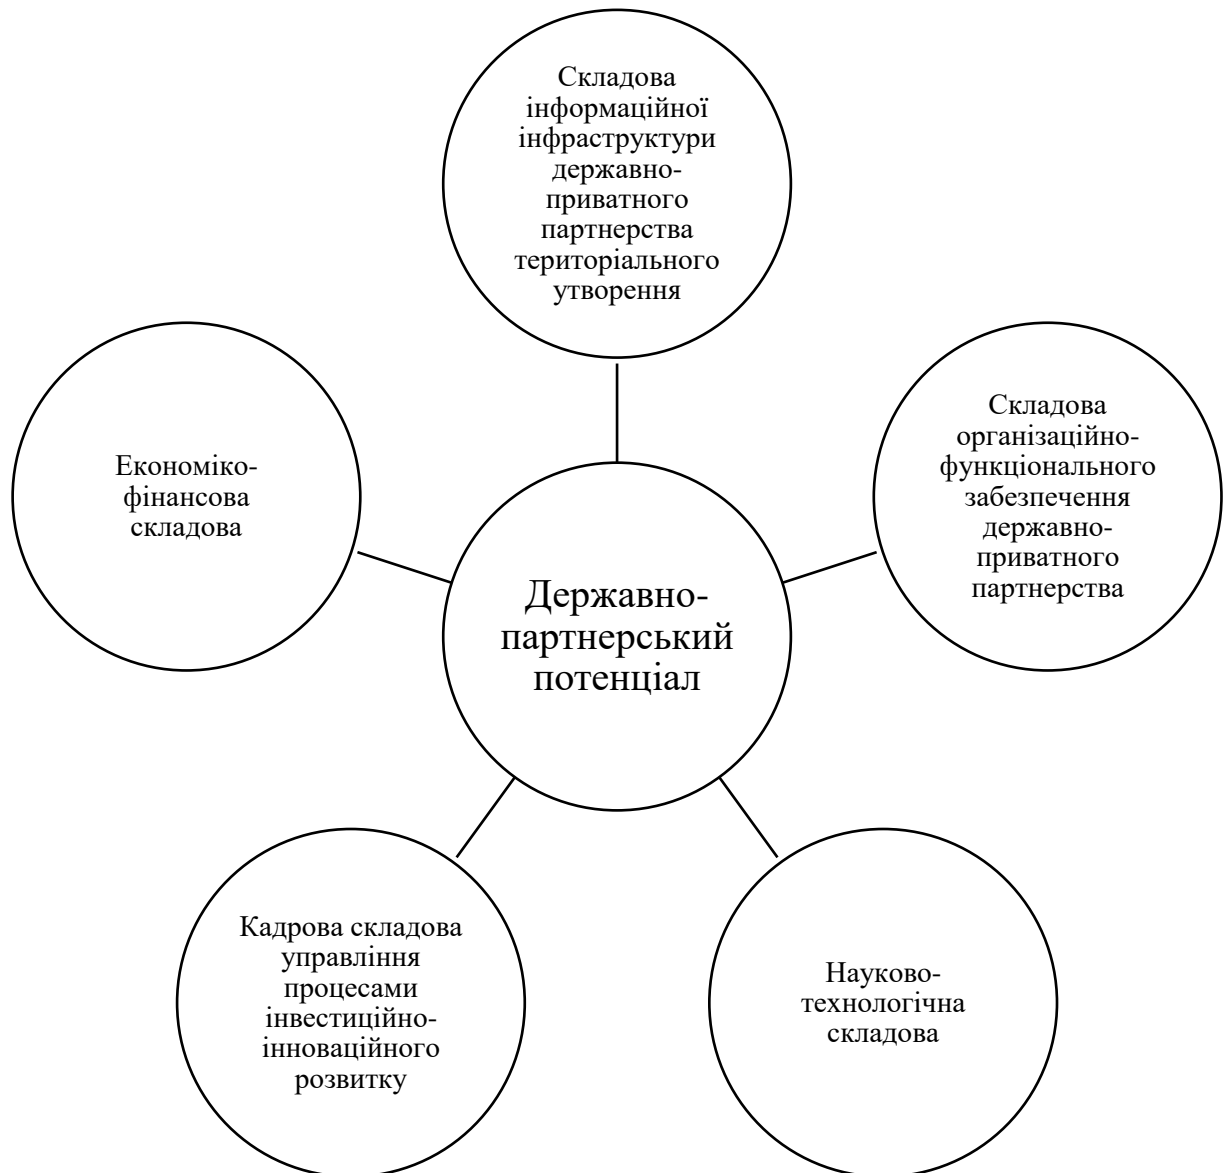 Складова
інформаційної
інфраструктури
державно-
приватного
партнерства
територіального
утворення
Економіко-
фінансова
складова
Складова
організаційно-
функціонального
забезпечення
державно-
приватного
партнерства
Державно-
партнерський
потенціал
Кадрова складова
управління
процесами
інвестиційно-
інноваційного
розвитку
Науково-
технологічна
складова